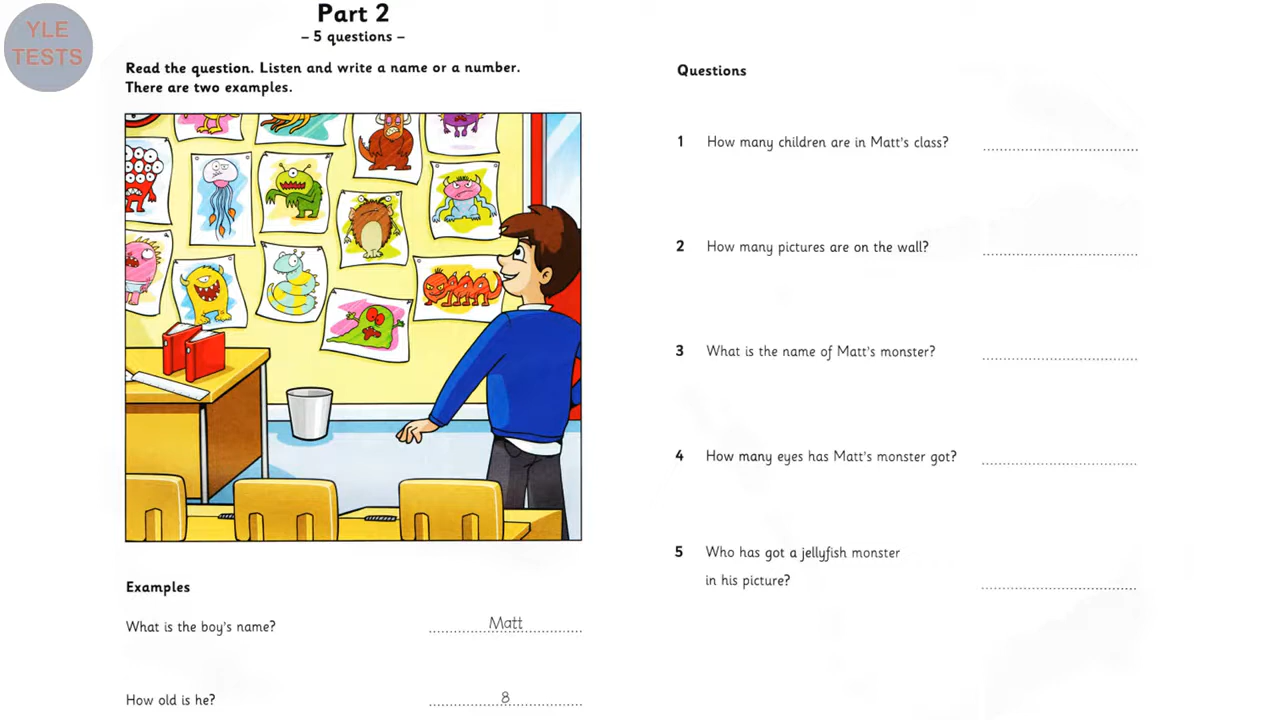 YLE
TESTS
Part 2
– 5 questions –
Read the question. Listen and write a name or a number.
There are two examples.
Examples
What is the boy's name?
Matt
How old is he?
8
Questions
1 How many children are in Matt's class?
2 How many pictures are on the wall?
3 What is the name of Matt's monster?
4 How many eyes has Matt's monster got?
5 Who has got a jellyfish monster
in his picture?